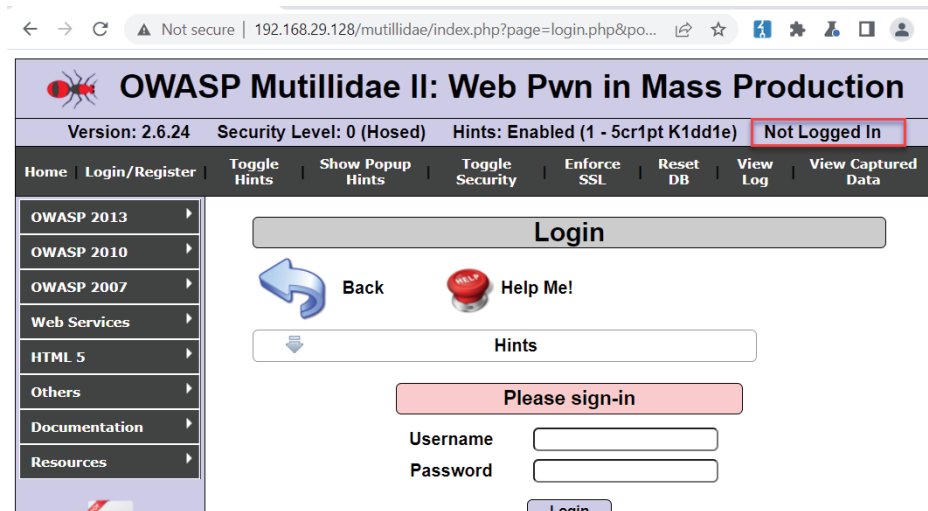 Not secure | 192.168.29.128/mutillidae/index.php?page=login.php&po...
OWASP Mutillidae II: Web Pwn in Mass Production
Version: 2.6.24 Security Level: 0 (Hosed) Hints: Enabled (1 - 5cr1pt K1dd1e) Not Logged In
Home | Login/Register | Toggle Hints | Show Popup Hints | Toggle Security | Enforce SSL | Reset DB | View Log | View Captured Data
OWASP 2013
OWASP 2010
OWASP 2007
Web Services
HTML 5
Others
Documentation
Resources
Login
Back
HELP
Help Me!
Hints
Please sign-in
Username
Password
Login